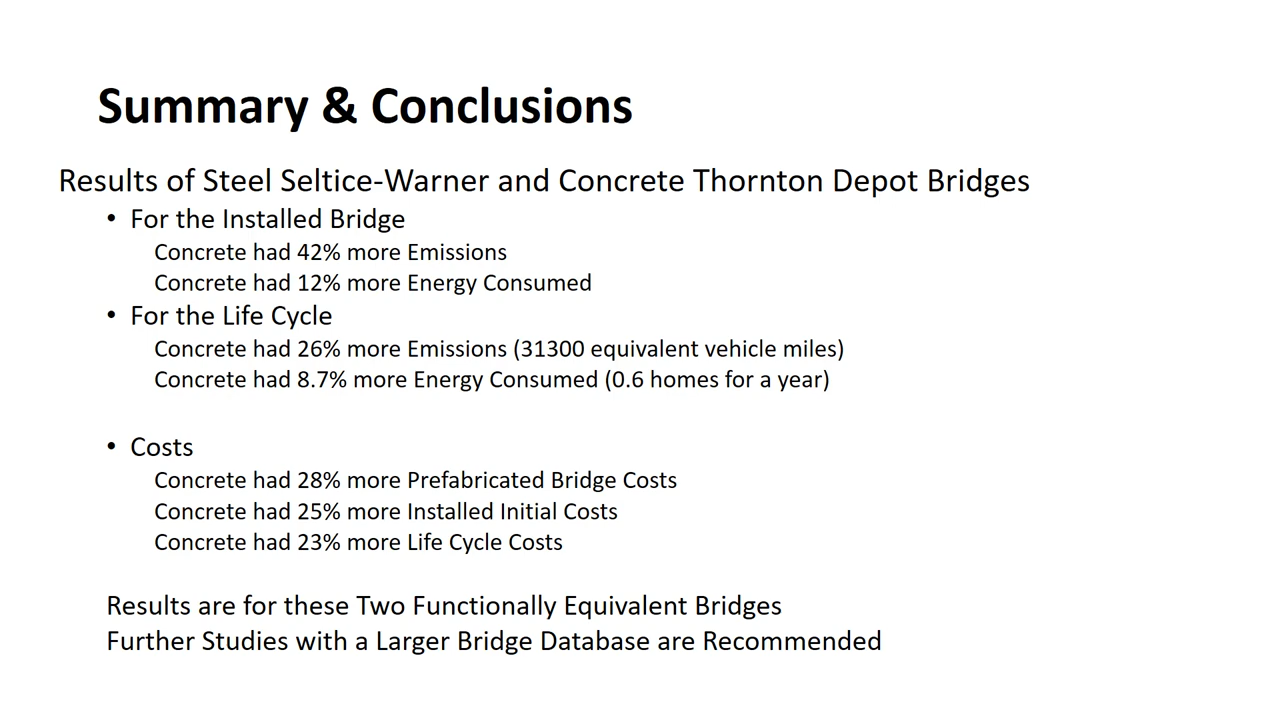 Summary & Conclusions
Results of Steel Seltice-Warner and Concrete Thornton Depot Bridges
• For the Installed Bridge
Concrete had 42% more Emissions
Concrete had 12% more Energy Consumed
• For the Life Cycle
Concrete had 26% more Emissions (31300 equivalent vehicle miles)
Concrete had 8.7% more Energy Consumed (0.6 homes for a year)
• Costs
Concrete had 28% more Prefabricated Bridge Costs
Concrete had 25% more Installed Initial Costs
Concrete had 23% more Life Cycle Costs
Results are for these Two Functionally Equivalent Bridges
Further Studies with a Larger Bridge Database are Recommended